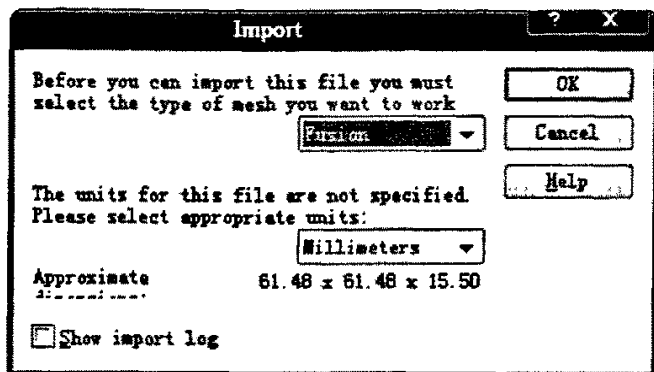 Import
? X
Before you can import this file you must
select the type of mesh you want to work
Fusion
OK
Cancel
Help
The units for this file are not specified.
Please select appropriate units:
Millimeters
Approximate 61.48 x 61.48 x 15.50
Show import log